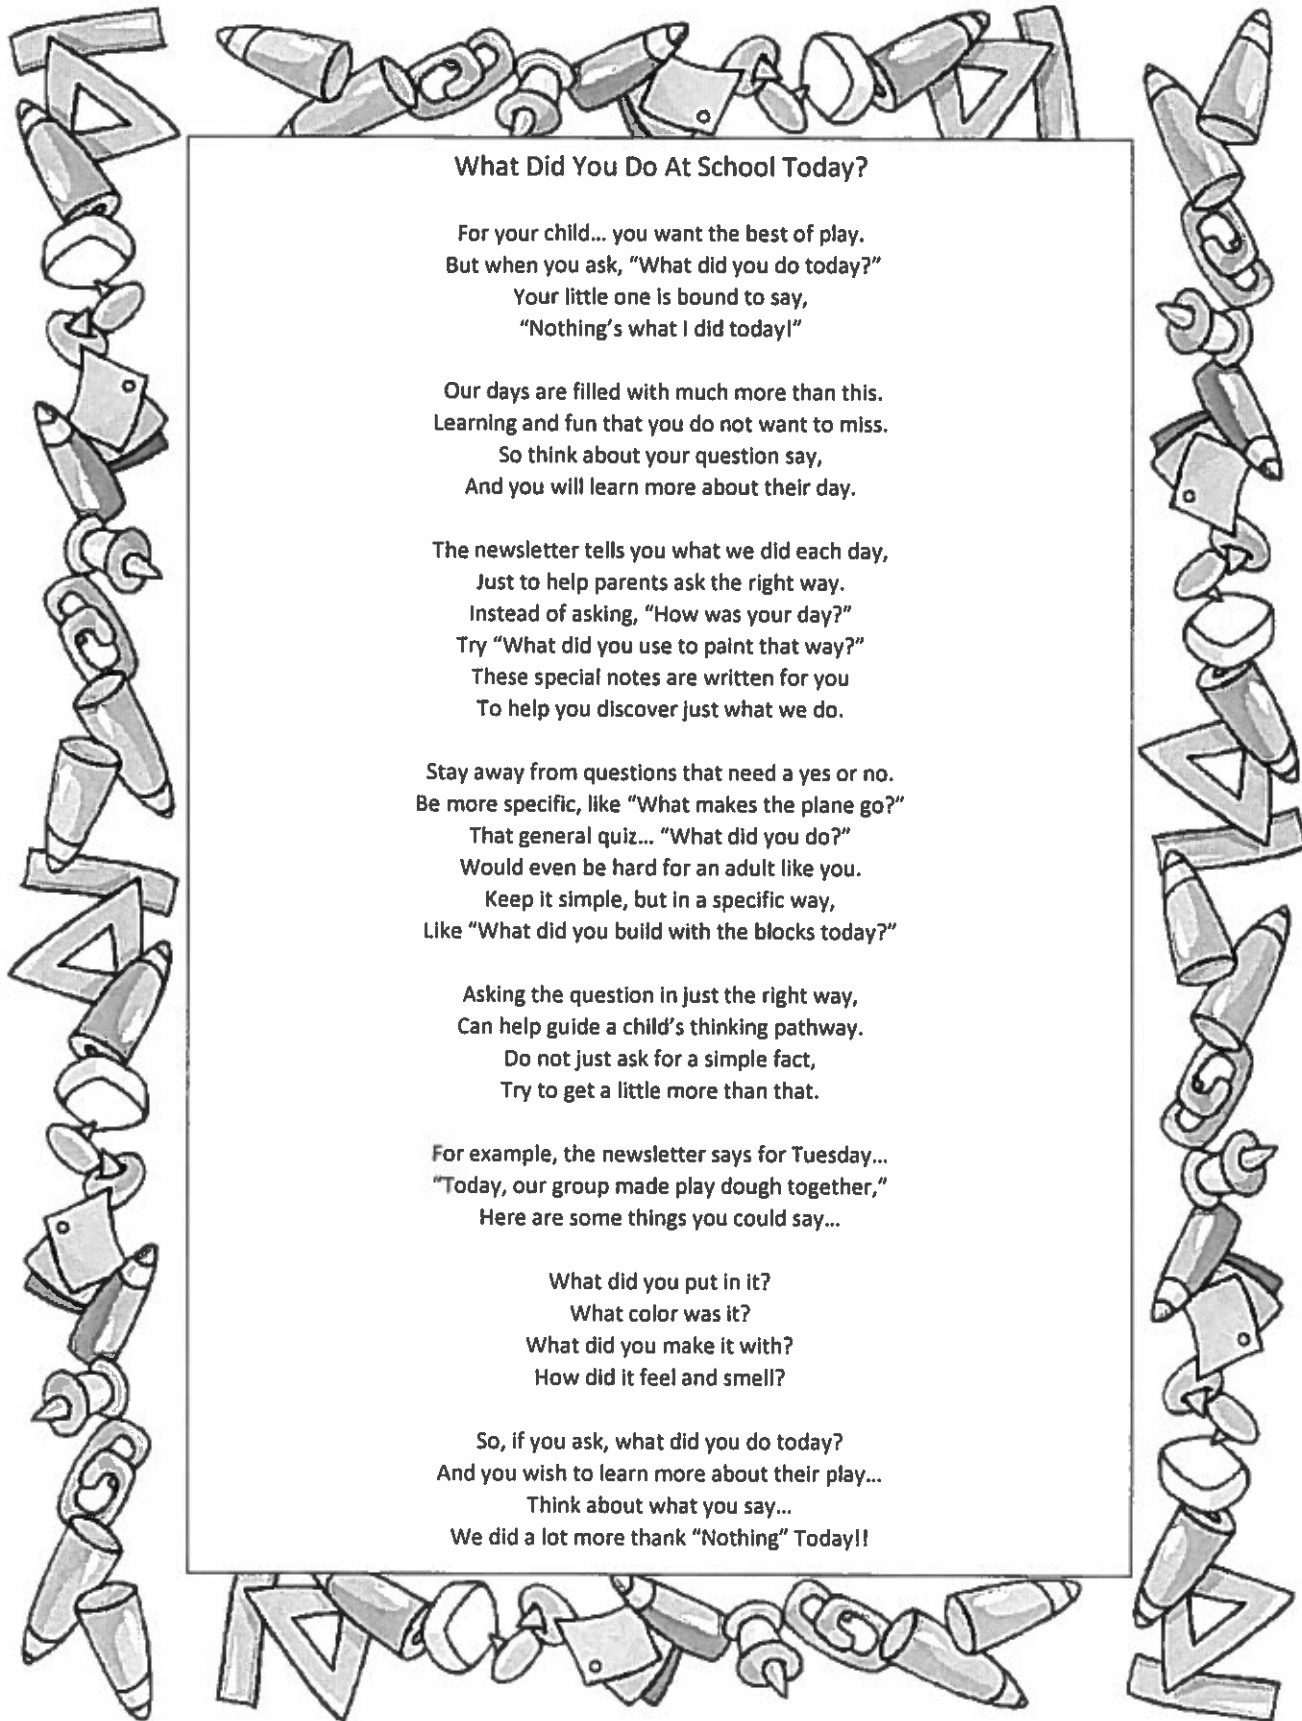 What Did You Do At School Today?
For your child... you want the best of play.
But when you ask, “What did you do today?”
Your little one is bound to say,
“Nothing’s what I did today!”
Our days are filled with much more than this.
Learning and fun that you do not want to miss.
So think about your question say,
And you will learn more about their day.
The newsletter tells you what we did each day,
Just to help parents ask the right way.
Instead of asking, “How was your day?”
Try “What did you use to paint that way?”
These special notes are written for you
To help you discover just what we do.
Stay away from questions that need a yes or no.
Be more specific, like “What makes the plane go?”
That general quiz... “What did you do?”
Would even be hard for an adult like you.
Keep it simple, but in a specific way,
Like “What did you build with the blocks today?”
Asking the question in just the right way,
Can help guide a child’s thinking pathway.
Do not just ask for a simple fact,
Try to get a little more than that.
For example, the newsletter says for Tuesday...
“Today, our group made play dough together,”
Here are some things you could say...
What did you put in it?
What color was it?
What did you make it with?
How did it feel and smell?
So, if you ask, what did you do today?
And you wish to learn more about their play...
Think about what you say...
We did a lot more thank “Nothing” Today!!